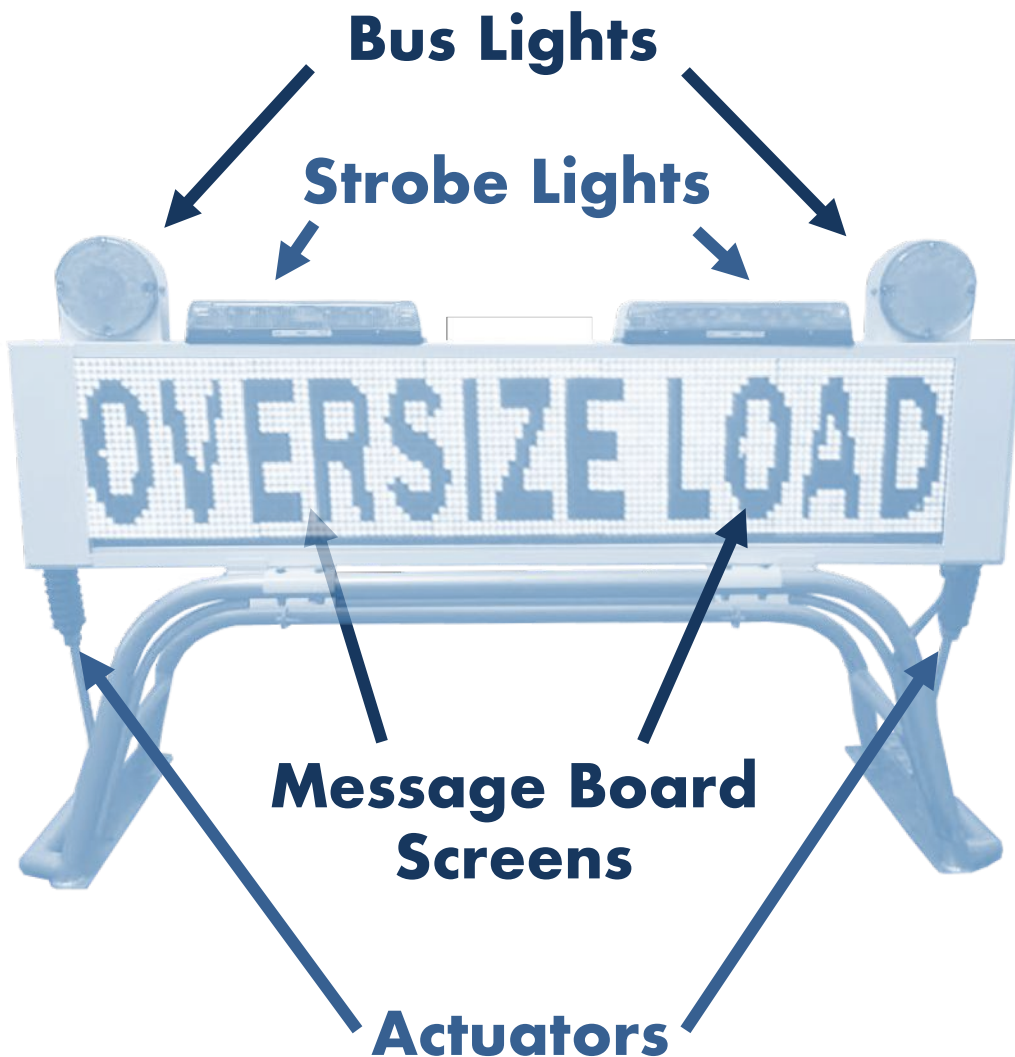 Bus Lights
Strobe Lights
OVERSIZE LOAD
Message Board
Screens
Actuators